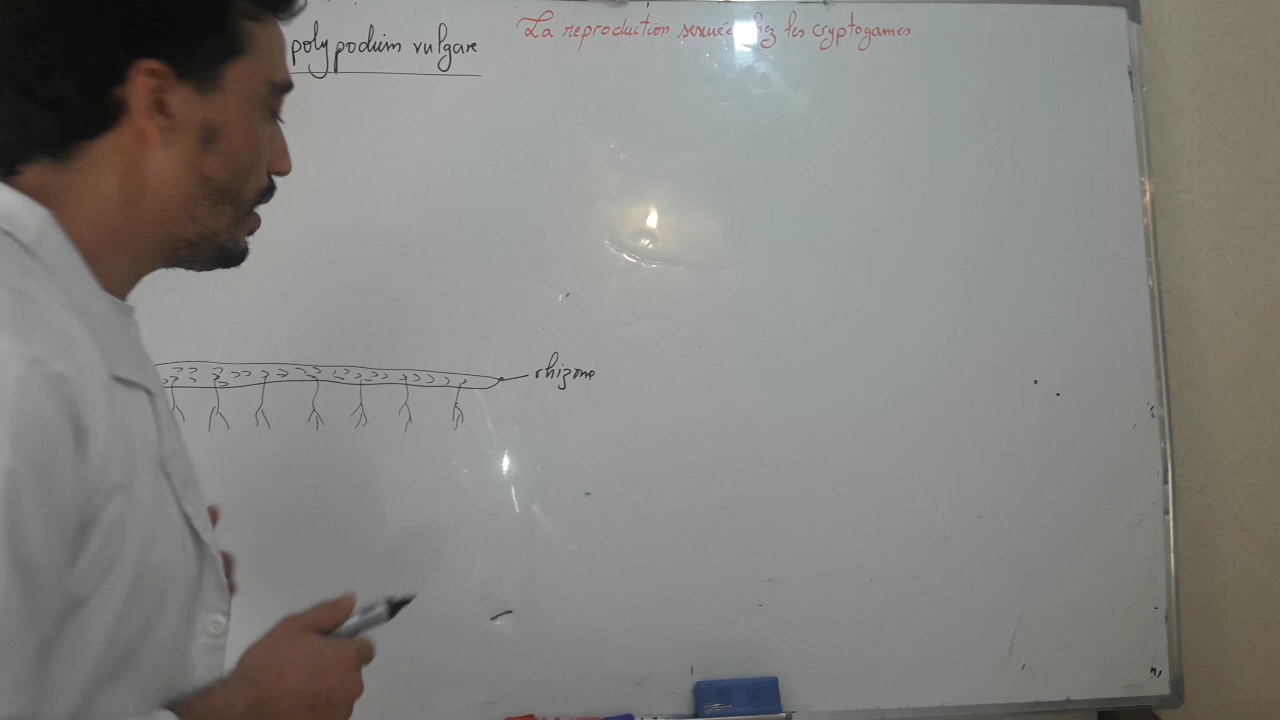 La reproduction sexuée chez les cryptogames
polypodium vulgare
rhizome